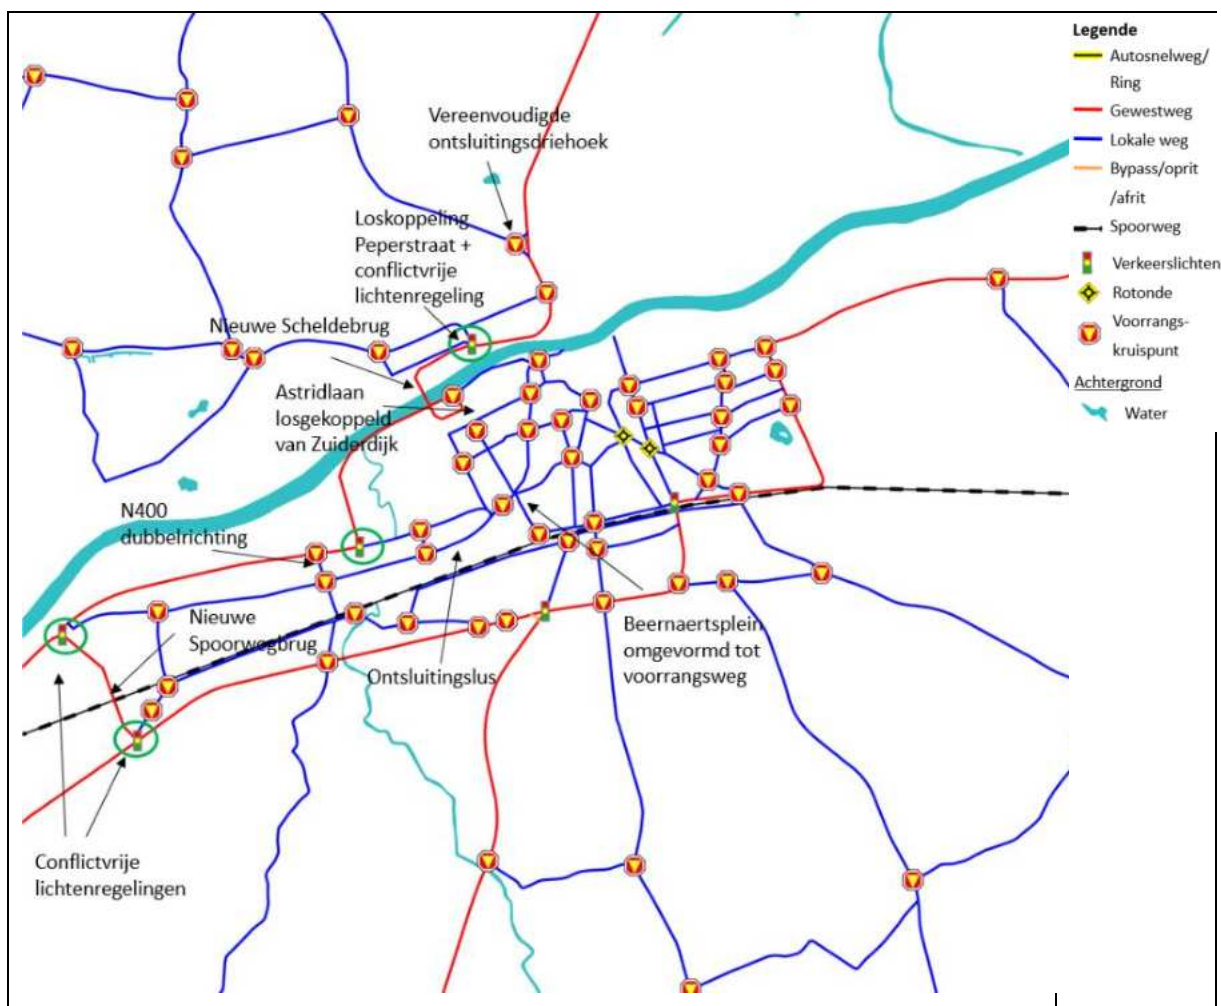 Vereenvoudigde
ontsluitingsdriehoek
Loskoppeling
Peperstraat +
conflictvrije
lichtenregeling
Nieuwe Scheldebrug
Astridlaan
losgekoppeld
van Zuiderdijk
N400
dubbelrichting
Nieuwe
Spoorwegbrug
Ontsluitingslus
Beernaertsplein
omgevormd tot
voorrangsweg
Conflictvrije
lichtenregelingen
Legende
Autosnelweg/
Ring
Gewestweg
Lokale weg
Bypass/oprit
/afrit
Spoorweg
Verkeerslichten
Rotonde
Voorrangs-
kruispunt
Achtergrond
Water